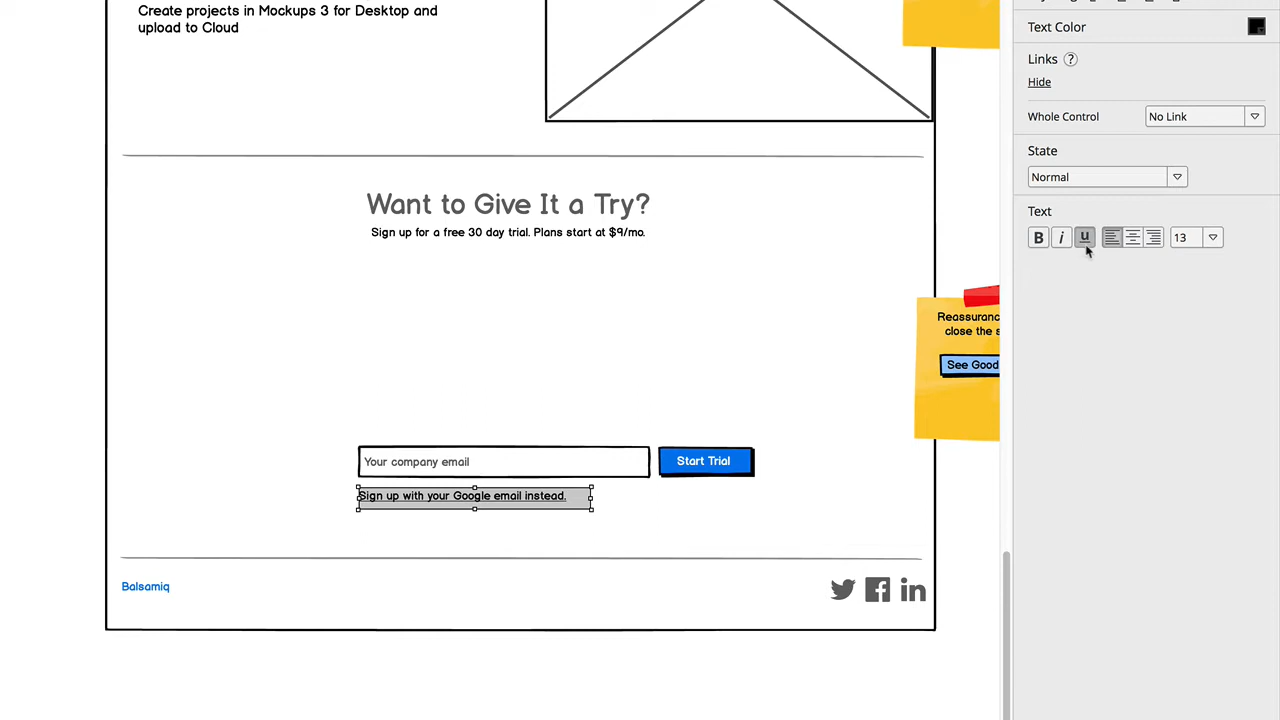 Create projects in Mockups 3 for Desktop and
upload to Cloud
Text Color
Links ?
Hide
Whole Control No Link
State
Normal
Text
B i u 13
Want to Give It a Try?
Sign up for a free 30 day trial. Plans start at $9/mo.
Reassuranc
close the s
See Good
Your company email
Start Trial
Sign up with your Google email instead.
Balsamiq